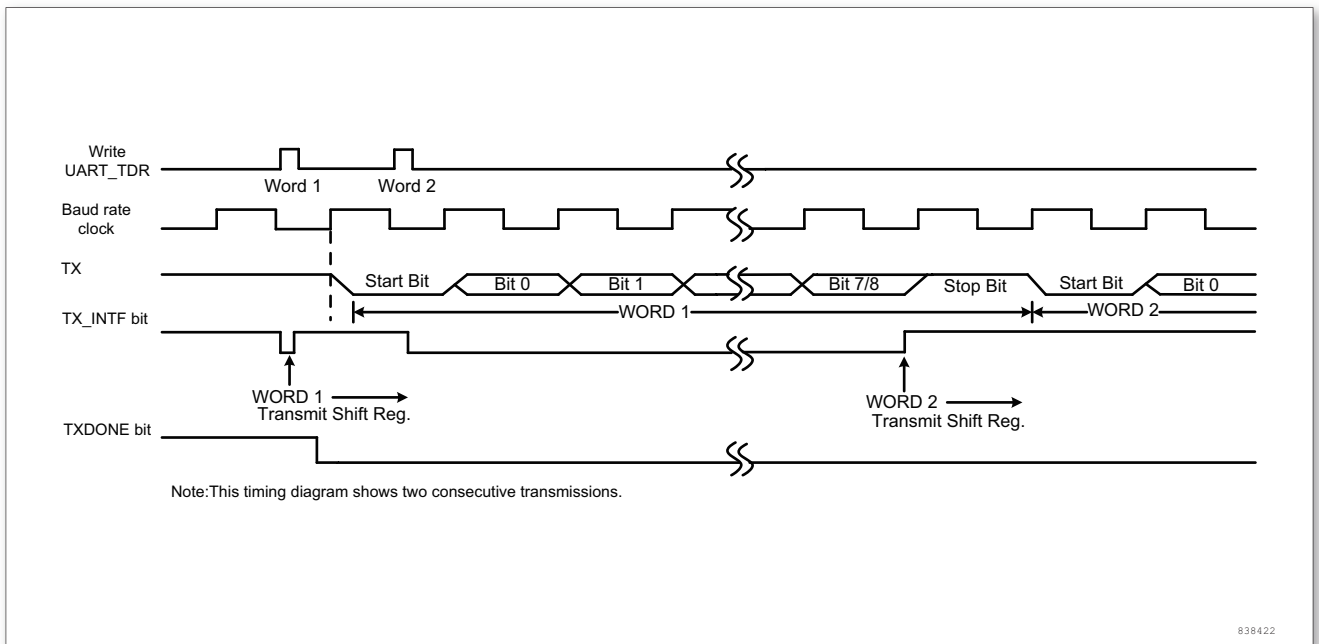 Write
UART_TDR
Word 1
Word 2
Baud rate
clock
TX
Start Bit
Bit 0
Bit 1
Bit 7/8
Stop Bit
Start Bit
Bit 0
WORD 1
WORD 2
TX_INTF bit
WORD 1
Transmit Shift Reg.
WORD 2
Transmit Shift Reg.
TXDONE bit
Note:This timing diagram shows two consecutive transmissions.
838422